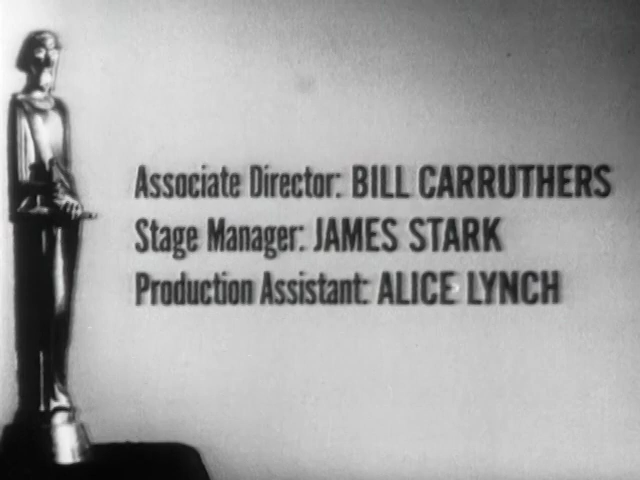 Associate Director: BILL CARRUTHERS
Stage Manager: JAMES STARK
Production Assistant: ALICE LYNCH